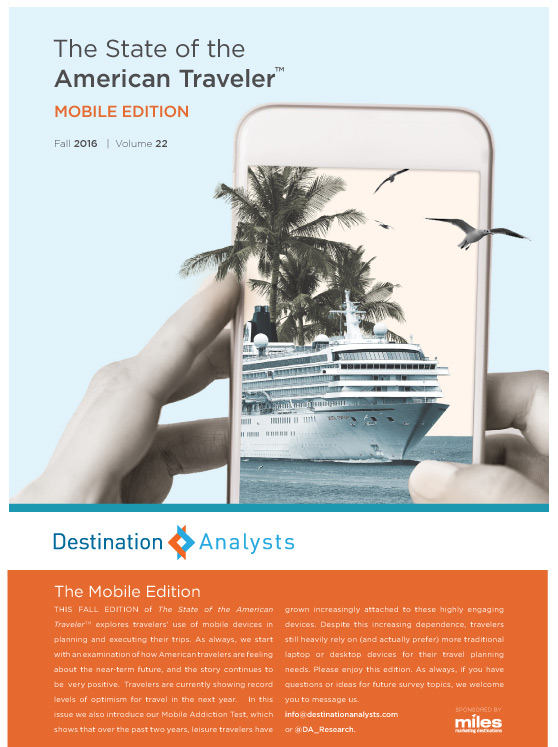 The State of the
American Traveler™
MOBILE EDITION
Fall 2016 | Volume 22
Destination Analysts
The Mobile Edition
THIS FALL EDITION of The State of the American
Traveler™ explores travelers' use of mobile devices in
planning and executing their trips. As always, we start
with an examination of how American travelers are feeling
about the near-term future, and the story continues to
be very positive. Travelers are currently showing record
levels of optimism for travel in the next year. In this
issue we also introduce our Mobile Addiction Test, which
shows that over the past two years, leisure travelers have
grown increasingly attached to these highly engaging
devices. Despite this increasing dependence, travelers
still heavily rely on (and actually prefer) more traditional
laptop or desktop devices for their travel planning
needs. Please enjoy this edition. As always, if you have
questions or ideas for future survey topics, we welcome
you to message us.
info@destinationanalysts.com
or @DA_Research.
SPONSORED BY
miles
marketing destinations